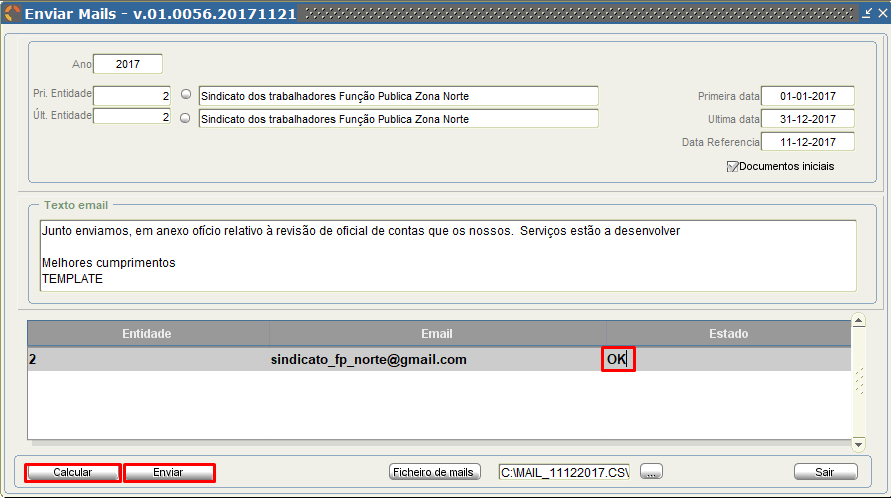 Enviar Mails - v.01.0056.20171121
Ano 2017
Pri. Entidade 2 Sindicato dos trabalhadores Função Publica Zona Norte
Últ. Entidade 2 Sindicato dos trabalhadores Função Publica Zona Norte
Primeira data 01-01-2017
Ultima data 31-12-2017
Data Referencia 11-12-2017
Documentos iniciais
Texto email
Junto enviamos, em anexo ofício relativo à revisão de oficial de contas que os nossos. Serviços estão a desenvolver
Melhores cumprimentos
TEMPLATE
Entidade Email Estado
2 sindicato_fp_norte@gmail.com OK
Calcular Enviar Ficheiro de mails C:\MAIL_11122017.CSV ... Sair